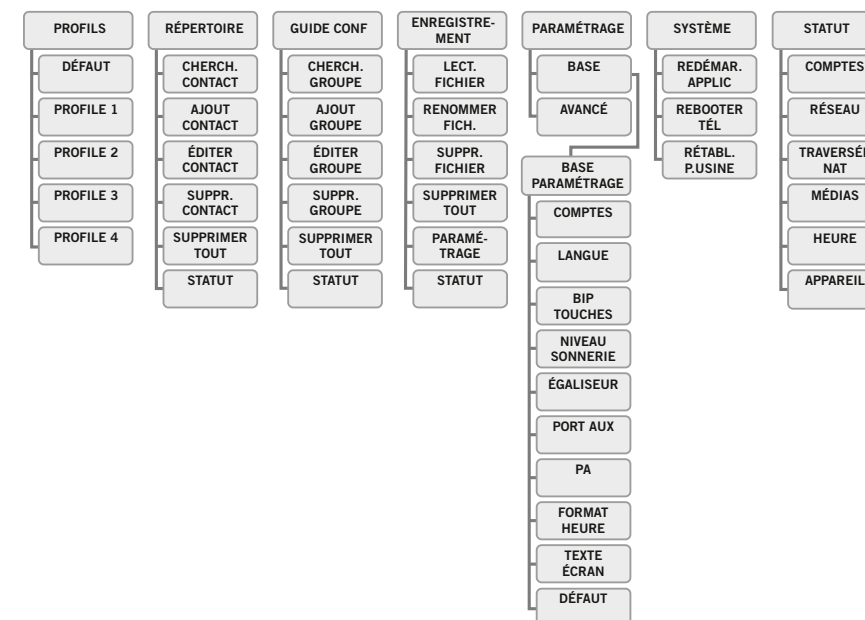 PROFILS
DÉFAUT
PROFILE 1
PROFILE 2
PROFILE 3
PROFILE 4
RÉPERTOIRE
CHERCH.
CONTACT
AJOUT
CONTACT
ÉDITER
CONTACT
SUPPR.
CONTACT
SUPPRIMER
TOUT
STATUT
GUIDE CONF
CHERCH.
GROUPE
AJOUT
GROUPE
ÉDITER
GROUPE
SUPPR.
GROUPE
SUPPRIMER
TOUT
STATUT
ENREGISTRE-
MENT
LECT.
FICHIER
RENOMMER
FICH.
SUPPR.
FICHIER
SUPPRIMER
TOUT
PARAMÉ-
TRAGE
STATUT
PARAMÉTRAGE
BASE
AVANCÉ
BASE
PARAMÉTRAGE
COMPTES
LANGUE
BIP
TOUCHES
NIVEAU
SONNERIE
ÉGALISEUR
PORT AUX
PA
FORMAT
HEURE
TEXTE
ÉCRAN
DÉFAUT
SYSTÈME
REDÉMAR.
APPLIC
REBOOTER
TÉL
RÉTABL.
P.USINE
STATUT
COMPTES
RÉSEAU
TRAVERSÉE
NAT
MÉDIAS
HEURE
APPAREIL